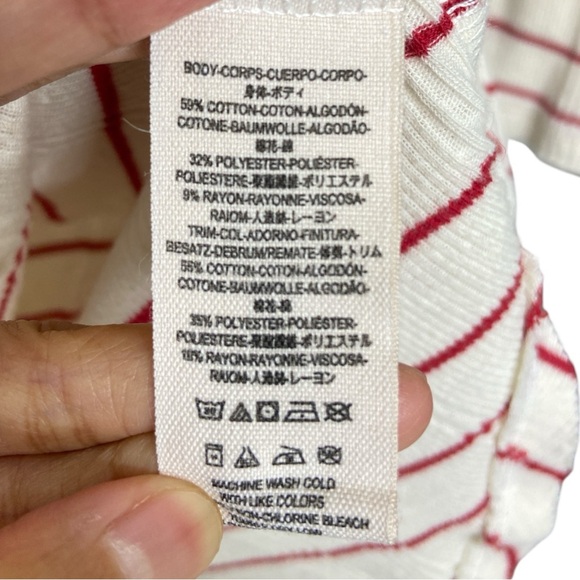 BODY-CORPS-CUERPO-CORPO-
身体-ボディ
59% COTTON-COTON-ALGODÓN-
COTONE-BAUMWOLLE-ALGODÃO-
棉花-綿
32% POLYESTER-POLIÉSTER-
POLIESTERE-聚酯纖維-ポリエステル
9% RAYON-RAYONNE-VISCOSA-
RAIOM-人造絲-レーヨン
TRIM-COL-ADORNO-FINITURA-
BESATZ-DEBRUM/REMATE-修剪-トリム
55% COTTON-COTON-ALGODÓN-
COTONE-BAUMWOLLE-ALGODÃO-
棉花-綿
35% POLYESTER-POLIÉSTER-
POLIESTERE-聚酯纖維-ポリエステル
RAYON-RAYONNE-VISCOSA-
RAIOM-人造絲-レーヨン
MACHINE WASH COLD
WITH LIKE COLORS
NON-CHLORINE BLEACH